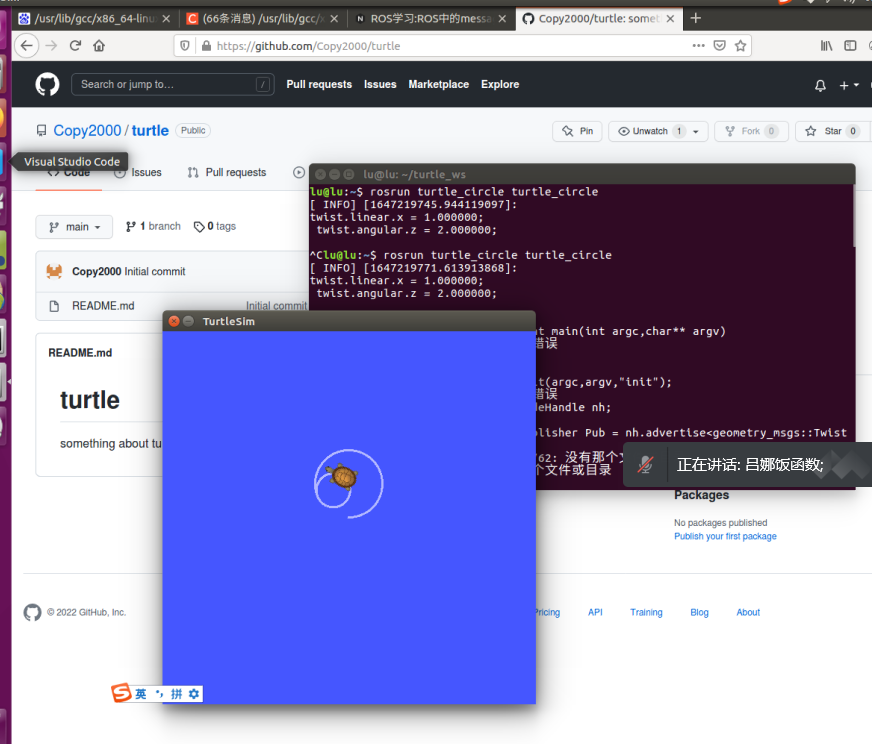 /usr/lib/gcc/x86_64-linu
(66条消息) /usr/lib/gcc/x
ROS学习:ROS中的messa
Copy2000/turtle: somet
https://github.com/Copy2000/turtle
Search or jump to…
/
Pull requests
Issues
Marketplace
Explore
Copy2000 / turtle
Public
Pin
Unwatch 1
Fork 0
Star 0
Visual Studio Code
Code
Issues
Pull requests
lu@lu: ~/turtle_ws
lu@lu:~$ rosrun turtle_circle turtle_circle
[ INFO] [1647219745.944119097]:
twist.linear.x = 1.000000;
twist.angular.z = 2.000000;
^Clu@lu:~$ rosrun turtle_circle turtle_circle
[ INFO] [1647219771.613913868]:
twist.linear.x = 1.000000;
twist.angular.z = 2.000000;
main
1 branch
0 tags
Copy2000 Initial commit
README.md
Initial commit
TurtleSim
main(int argc,char** argv)
错误
(argc,argv,"init");
错误
Handle nh;
Pub = nh.advertise<geometry_msgs::Twist
62: 没有那个文
个文件或目录
README.md
turtle
something about tu
正在讲话: 吕娜饭函数;
Packages
No packages published
Publish your first package
© 2022 GitHub, Inc.
Pricing
API
Training
Blog
About
英
拼